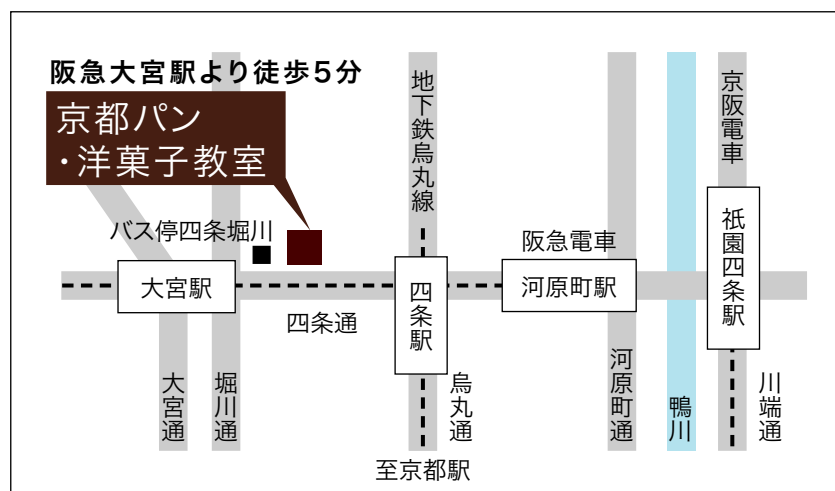 阪急大宮駅より徒歩5分
京都パン
・洋菓子教室
地下鉄烏丸線
京阪電車
バス停四条堀川
阪急電車
祇園四条駅
大宮駅
四条駅
河原町駅
四条通
大宮通
堀川通
烏丸通
河原町通
鴨川
川端通
至京都駅